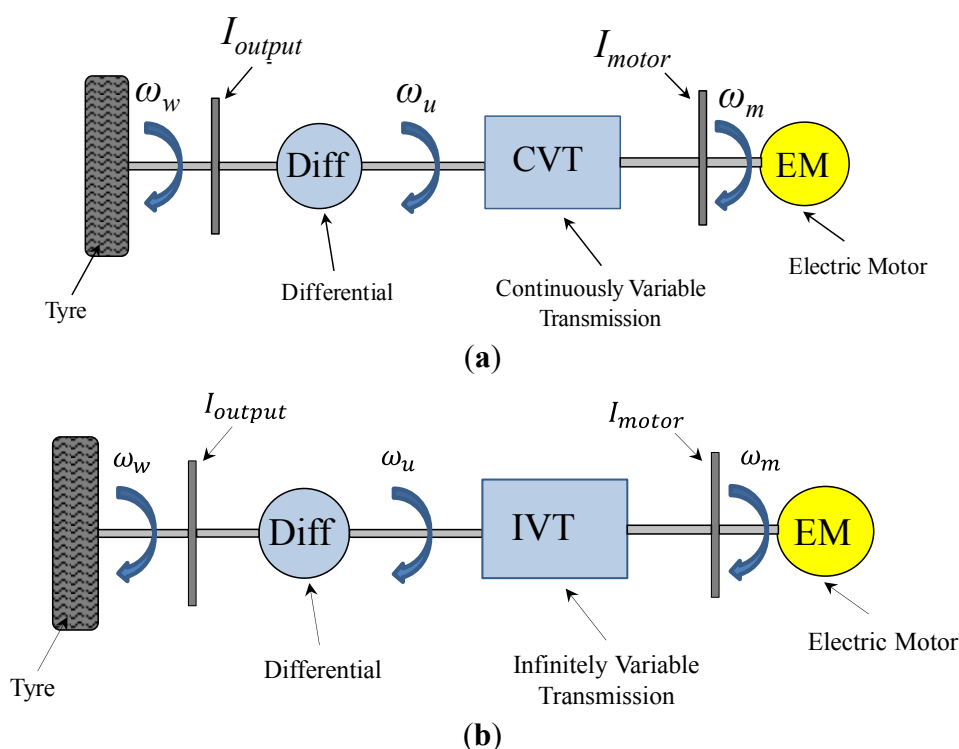 I_output
I_motor
ω_w
ω_u
ω_m
Diff
CVT
EM
Tyre
Differential
Continuously Variable
Transmission
Electric Motor
(a)
I_output
I_motor
ω_w
ω_u
ω_m
Diff
IVT
EM
Tyre
Differential
Infinitely Variable
Transmission
Electric Motor
(b)